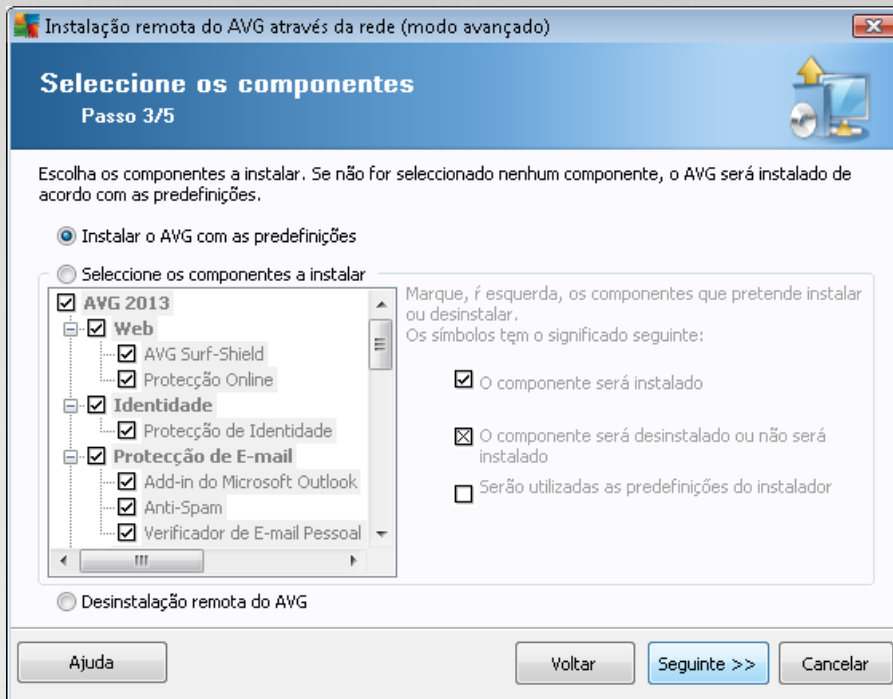 Instalação remota do AVG através da rede (modo avançado)
Seleccione os componentes
Passo 3/5
Escolha os componentes a instalar. Se não for seleccionado nenhum componente, o AVG será instalado de
acordo com as predefinições.
Instalar o AVG com as predefinições
Seleccione os componentes a instalar
AVG 2013
Web
AVG Surf-Shield
Protecção Online
Identidade
Protecção de Identidade
Protecção de E-mail
Add-in do Microsoft Outlook
Anti-Spam
Verificador de E-mail Pessoal
Marque, ŕ esquerda, os componentes que pretende instalar
ou desinstalar.
Os símbolos tęm o significado seguinte:
O componente será instalado
O componente será desinstalado ou não será
instalado
Serão utilizadas as predefinições do instalador
Desinstalação remota do AVG
Ajuda
Voltar
Seguinte >>
Cancelar